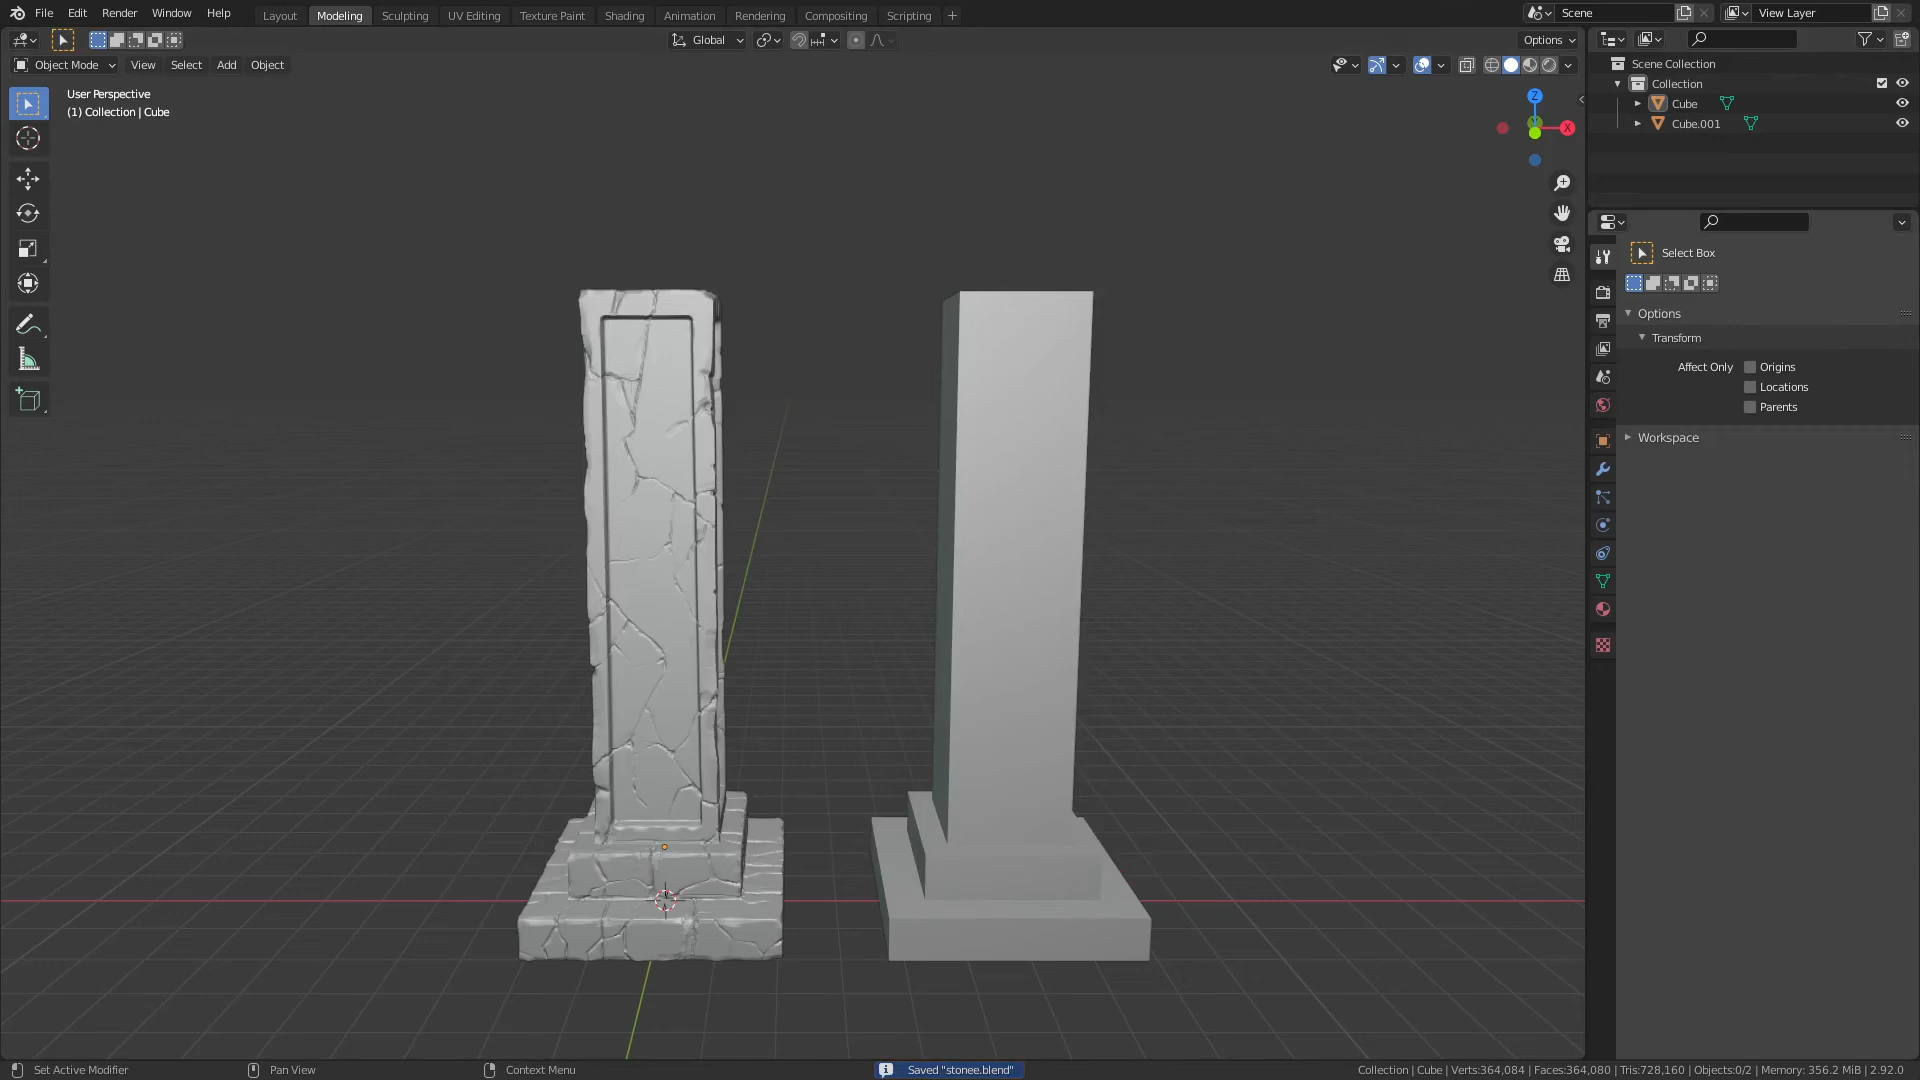 File Edit Render Window Help Layout Modeling Sculpting UV Editing Texture Paint Shading Animation Rendering Compositing Scripting Scene View Layer
Global Options
Object Mode View Select Add Object
User Perspective
(1) Collection | Cube
Z
X
Scene Collection
Collection
Cube
Cube.001
Select Box
Options
Transform
Affect Only Origins
Locations
Parents
Workspace
Set Active Modifier Pan View Context Menu Saved "stonee.blend" Collection | Cube | Verts:364,084 | Faces:364,080 | Tris:728,160 | Objects:0/2 | Memory: 356.2 MiB | 2.92.0